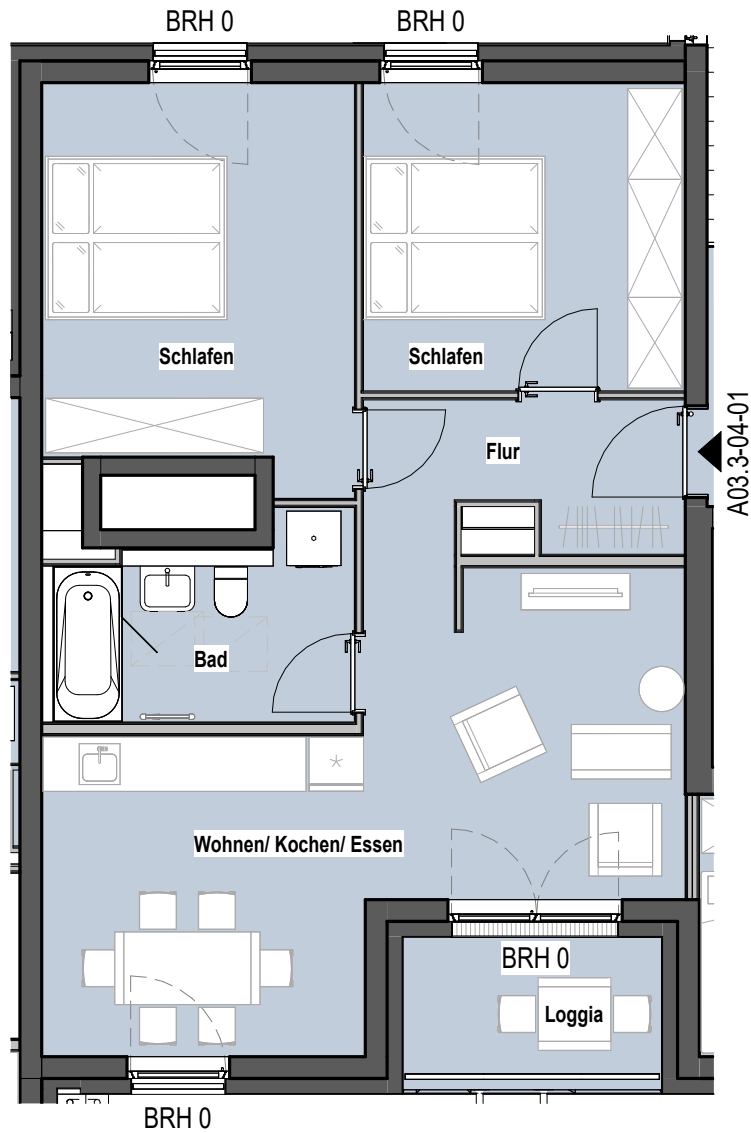 BRH 0
BRH 0
Schlafen
Schlafen
A03.3-04-01
Flur
Bad
Wohnen/ Kochen/ Essen
BRH 0
Loggia
BRH 0